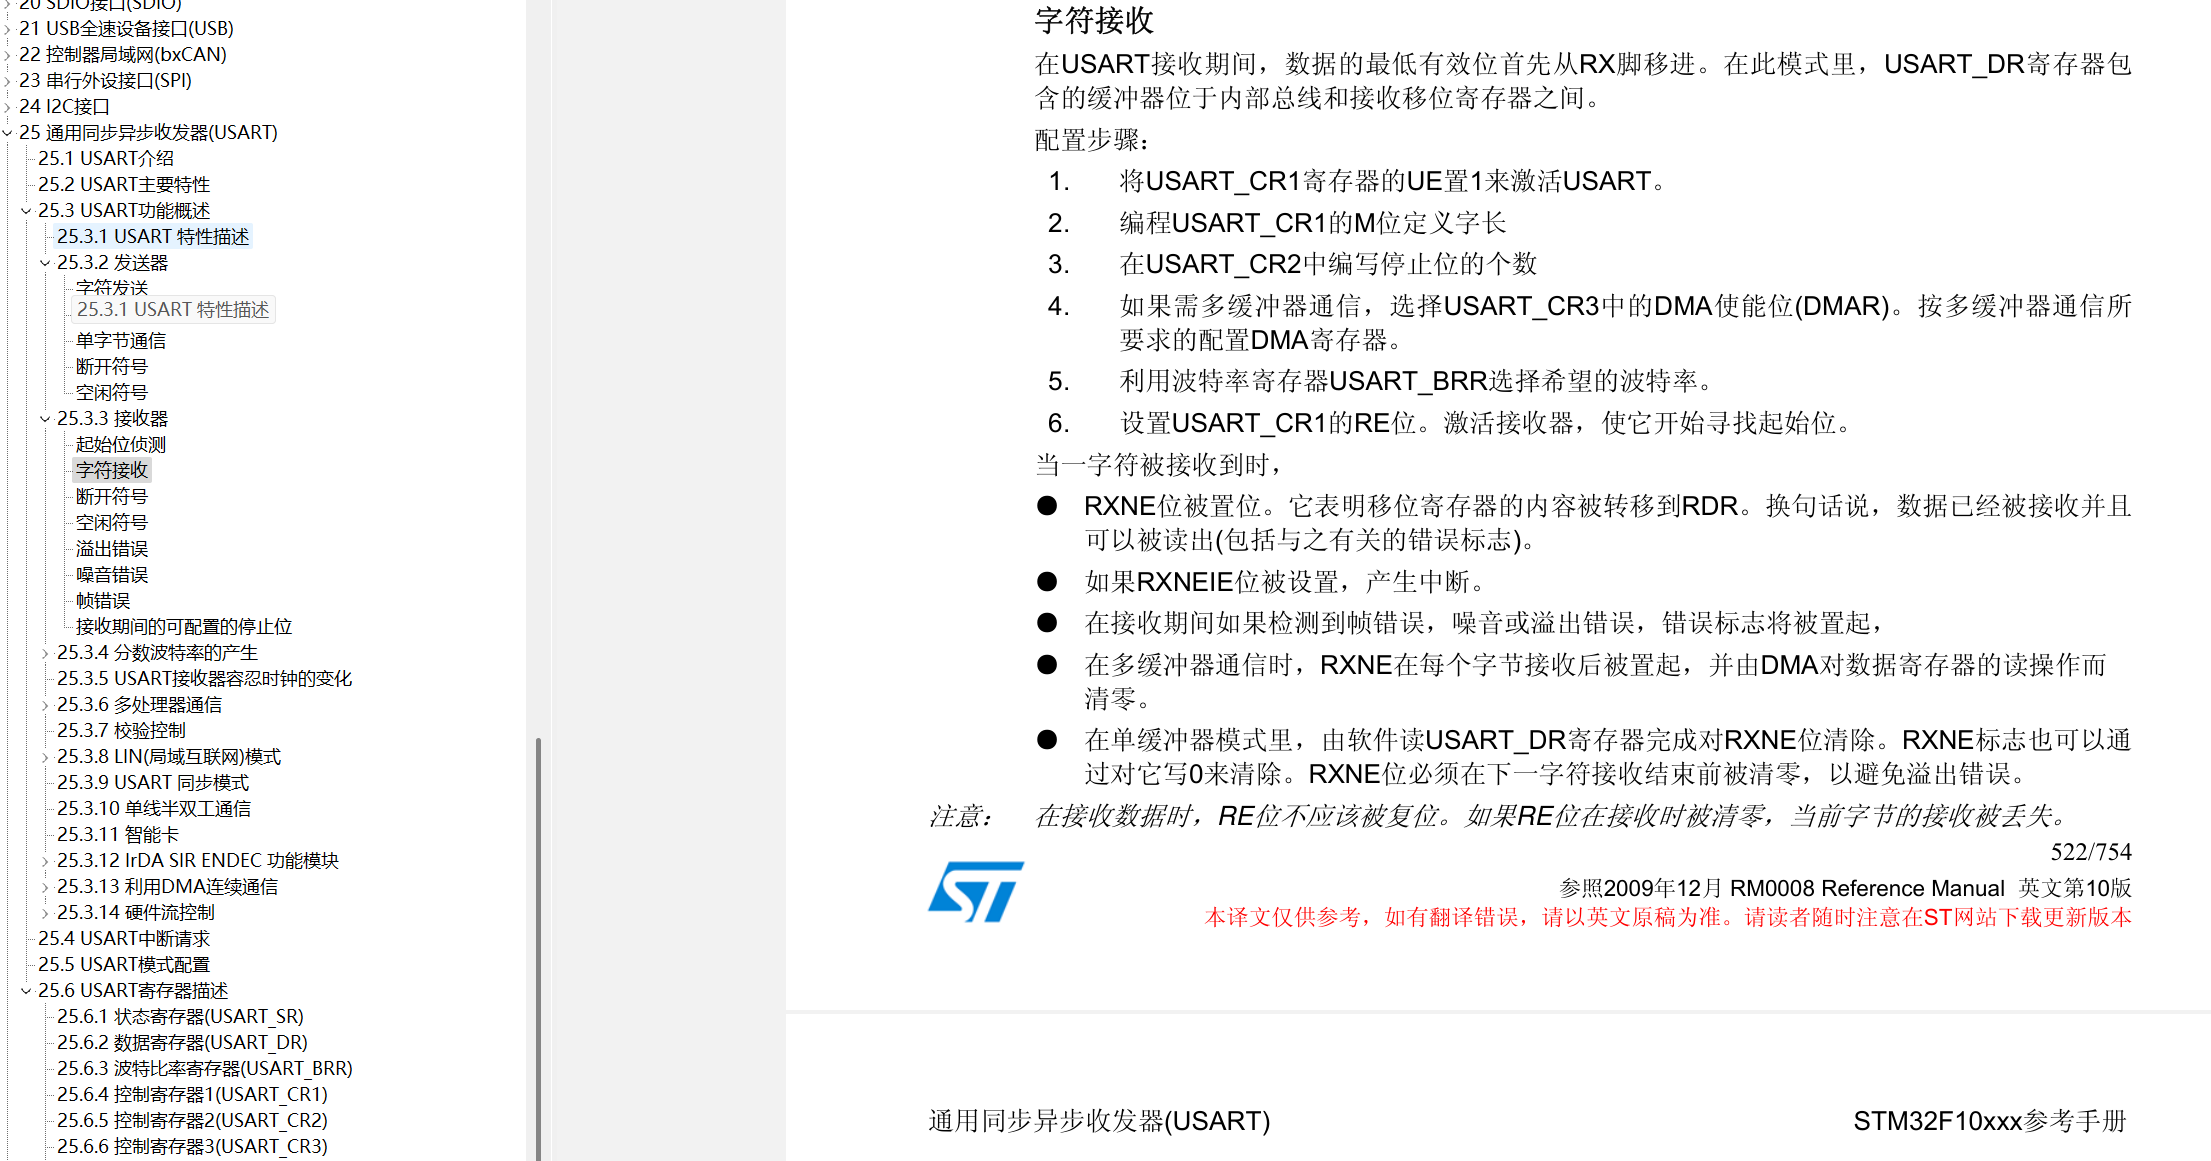 20 SDIO接口(SDIO)
21 USB全速设备接口(USB)
22 控制器局域网(bxCAN)
23 串行外设接口(SPI)
24 I2C接口
25 通用同步异步收发器(USART)
25.1 USART介绍
25.2 USART主要特性
25.3 USART功能概述
25.3.1 USART 特性描述
25.3.2 发送器
字符发送
25.3.1 USART 特性描述
单字节通信
断开符号
空闲符号
25.3.3 接收器
起始位侦测
字符接收
断开符号
空闲符号
溢出错误
噪音错误
帧错误
接收期间的可配置的停止位
25.3.4 分数波特率的产生
25.3.5 USART接收器容忍时钟的变化
25.3.6 多处理器通信
25.3.7 校验控制
25.3.8 LIN(局域互联网)模式
25.3.9 USART 同步模式
25.3.10 单线半双工通信
25.3.11 智能卡
25.3.12 IrDA SIR ENDEC 功能模块
25.3.13 利用DMA连续通信
25.3.14 硬件流控制
25.4 USART中断请求
25.5 USART模式配置
25.6 USART寄存器描述
25.6.1 状态寄存器(USART_SR)
25.6.2 数据寄存器(USART_DR)
25.6.3 波特比率寄存器(USART_BRR)
25.6.4 控制寄存器1(USART_CR1)
25.6.5 控制寄存器2(USART_CR2)
25.6.6 控制寄存器3(USART_CR3)
字符接收
在USART接收期间，数据的最低有效位首先从RX脚移进。在此模式里，USART_DR寄存器包
含的缓冲器位于内部总线和接收移位寄存器之间。
配置步骤：
1. 将USART_CR1寄存器的UE置1来激活USART。
2. 编程USART_CR1的M位定义字长
3. 在USART_CR2中编写停止位的个数
4. 如果需多缓冲器通信，选择USART_CR3中的DMA使能位(DMAR)。按多缓冲器通信所
要求的配置DMA寄存器。
5. 利用波特率寄存器USART_BRR选择希望的波特率。
6. 设置USART_CR1的RE位。激活接收器，使它开始寻找起始位。
当一字符被接收到时，
● RXNE位被置位。它表明移位寄存器的内容被转移到RDR。换句话说，数据已经被接收并且
可以被读出(包括与之有关的错误标志)。
● 如果RXNEIE位被设置，产生中断。
● 在接收期间如果检测到帧错误，噪音或溢出错误，错误标志将被置起，
● 在多缓冲器通信时，RXNE在每个字节接收后被置起，并由DMA对数据寄存器的读操作而
清零。
● 在单缓冲器模式里，由软件读USART_DR寄存器完成对RXNE位清除。RXNE标志也可以通
过对它写0来清除。RXNE位必须在下一字符接收结束前被清零，以避免溢出错误。
注意： 在接收数据时，RE位不应该被复位。如果RE位在接收时被清零，当前字节的接收被丢失。
522/754
ST
参照2009年12月 RM0008 Reference Manual 英文第10版
本译文仅供参考，如有翻译错误，请以英文原稿为准。请读者随时注意在ST网站下载更新版本
通用同步异步收发器(USART)
STM32F10xxx参考手册